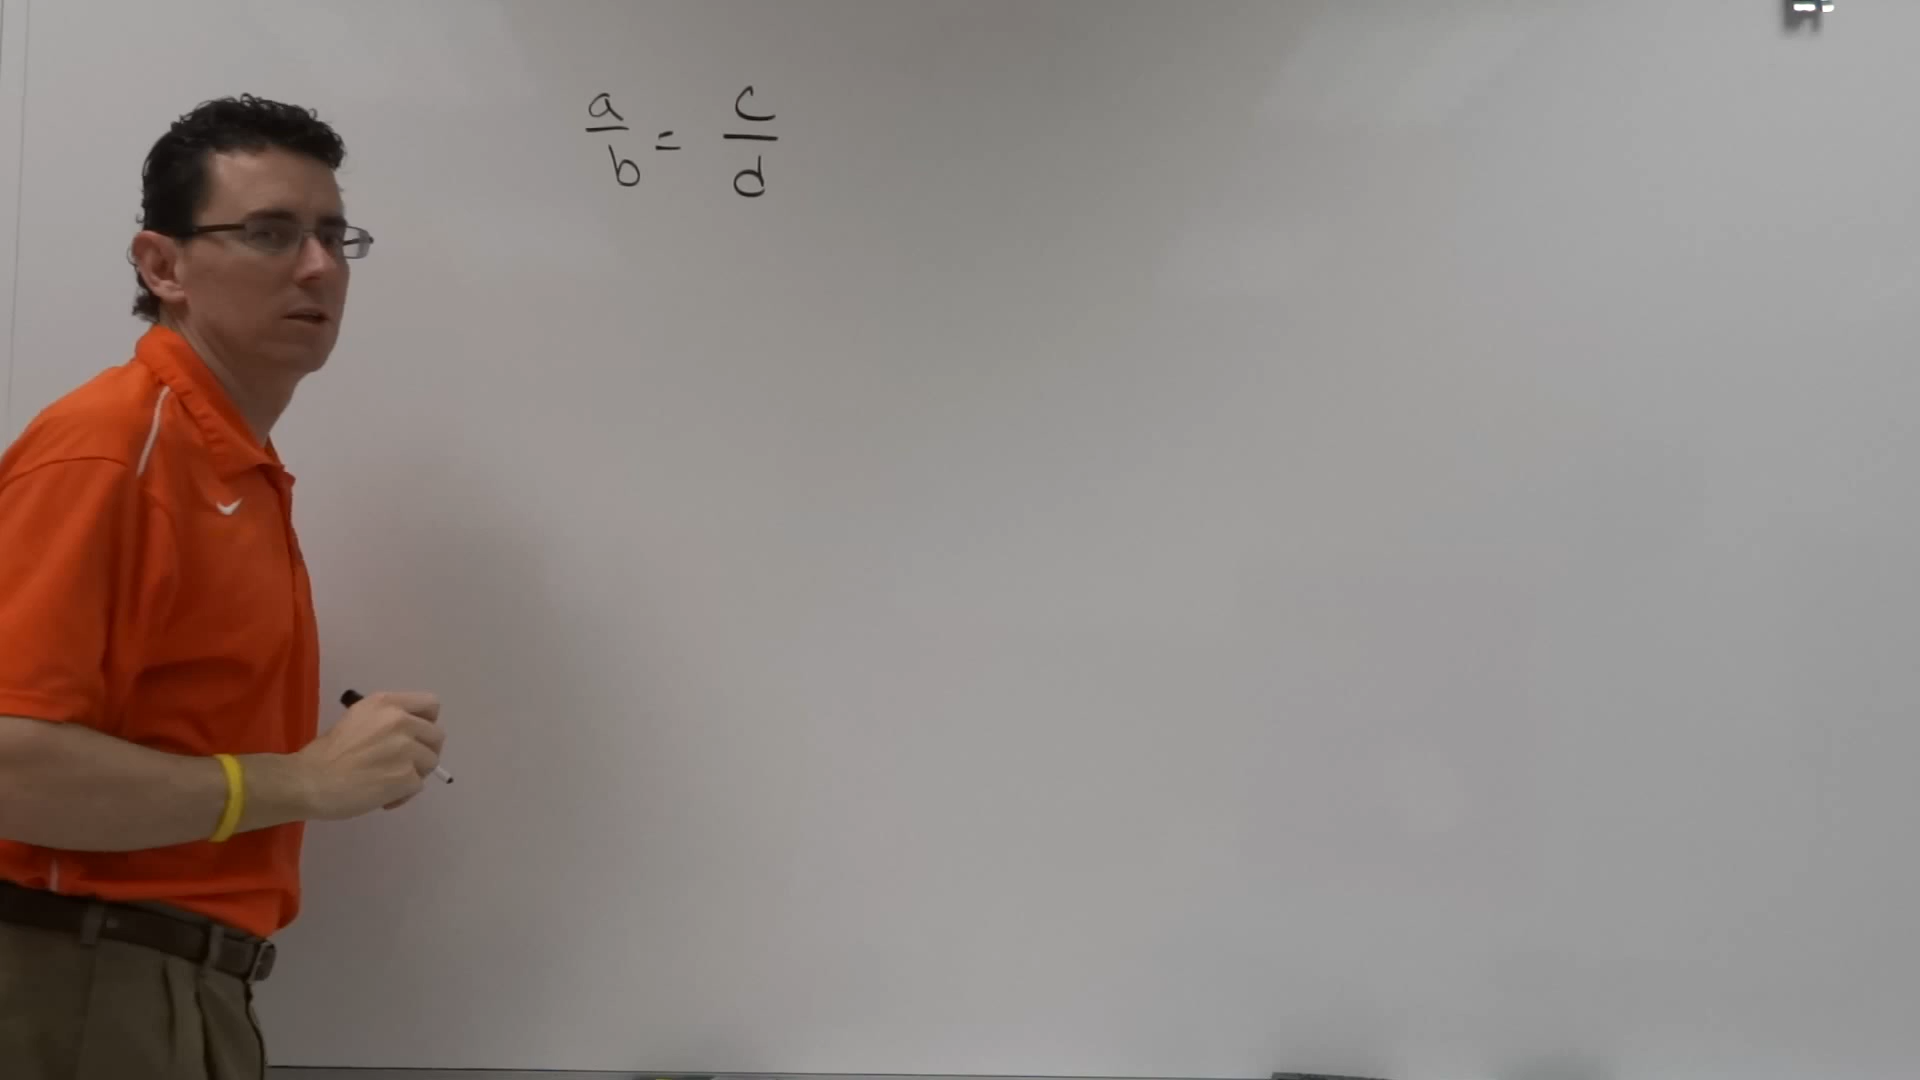 a/b = c/d